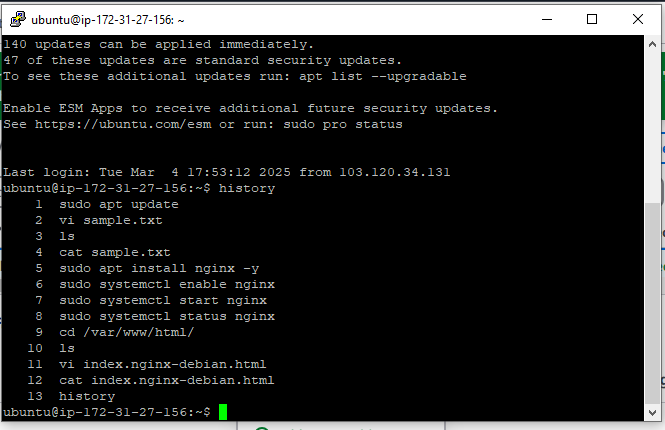 ubuntu@ip-172-31-27-156: ~
140 updates can be applied immediately.
47 of these updates are standard security updates.
To see these additional updates run: apt list --upgradable
Enable ESM Apps to receive additional future security updates.
See https://ubuntu.com/esm or run: sudo pro status
Last login: Tue Mar  4 17:53:12 2025 from 103.120.34.131
ubuntu@ip-172-31-27-156:~$ history
1  sudo apt update
2  vi sample.txt
3  ls
4  cat sample.txt
5  sudo apt install nginx -y
6  sudo systemctl enable nginx
7  sudo systemctl start nginx
8  sudo systemctl status nginx
9  cd /var/www/html/
10  ls
11  vi index.nginx-debian.html
12  cat index.nginx-debian.html
13  history
ubuntu@ip-172-31-27-156:~$